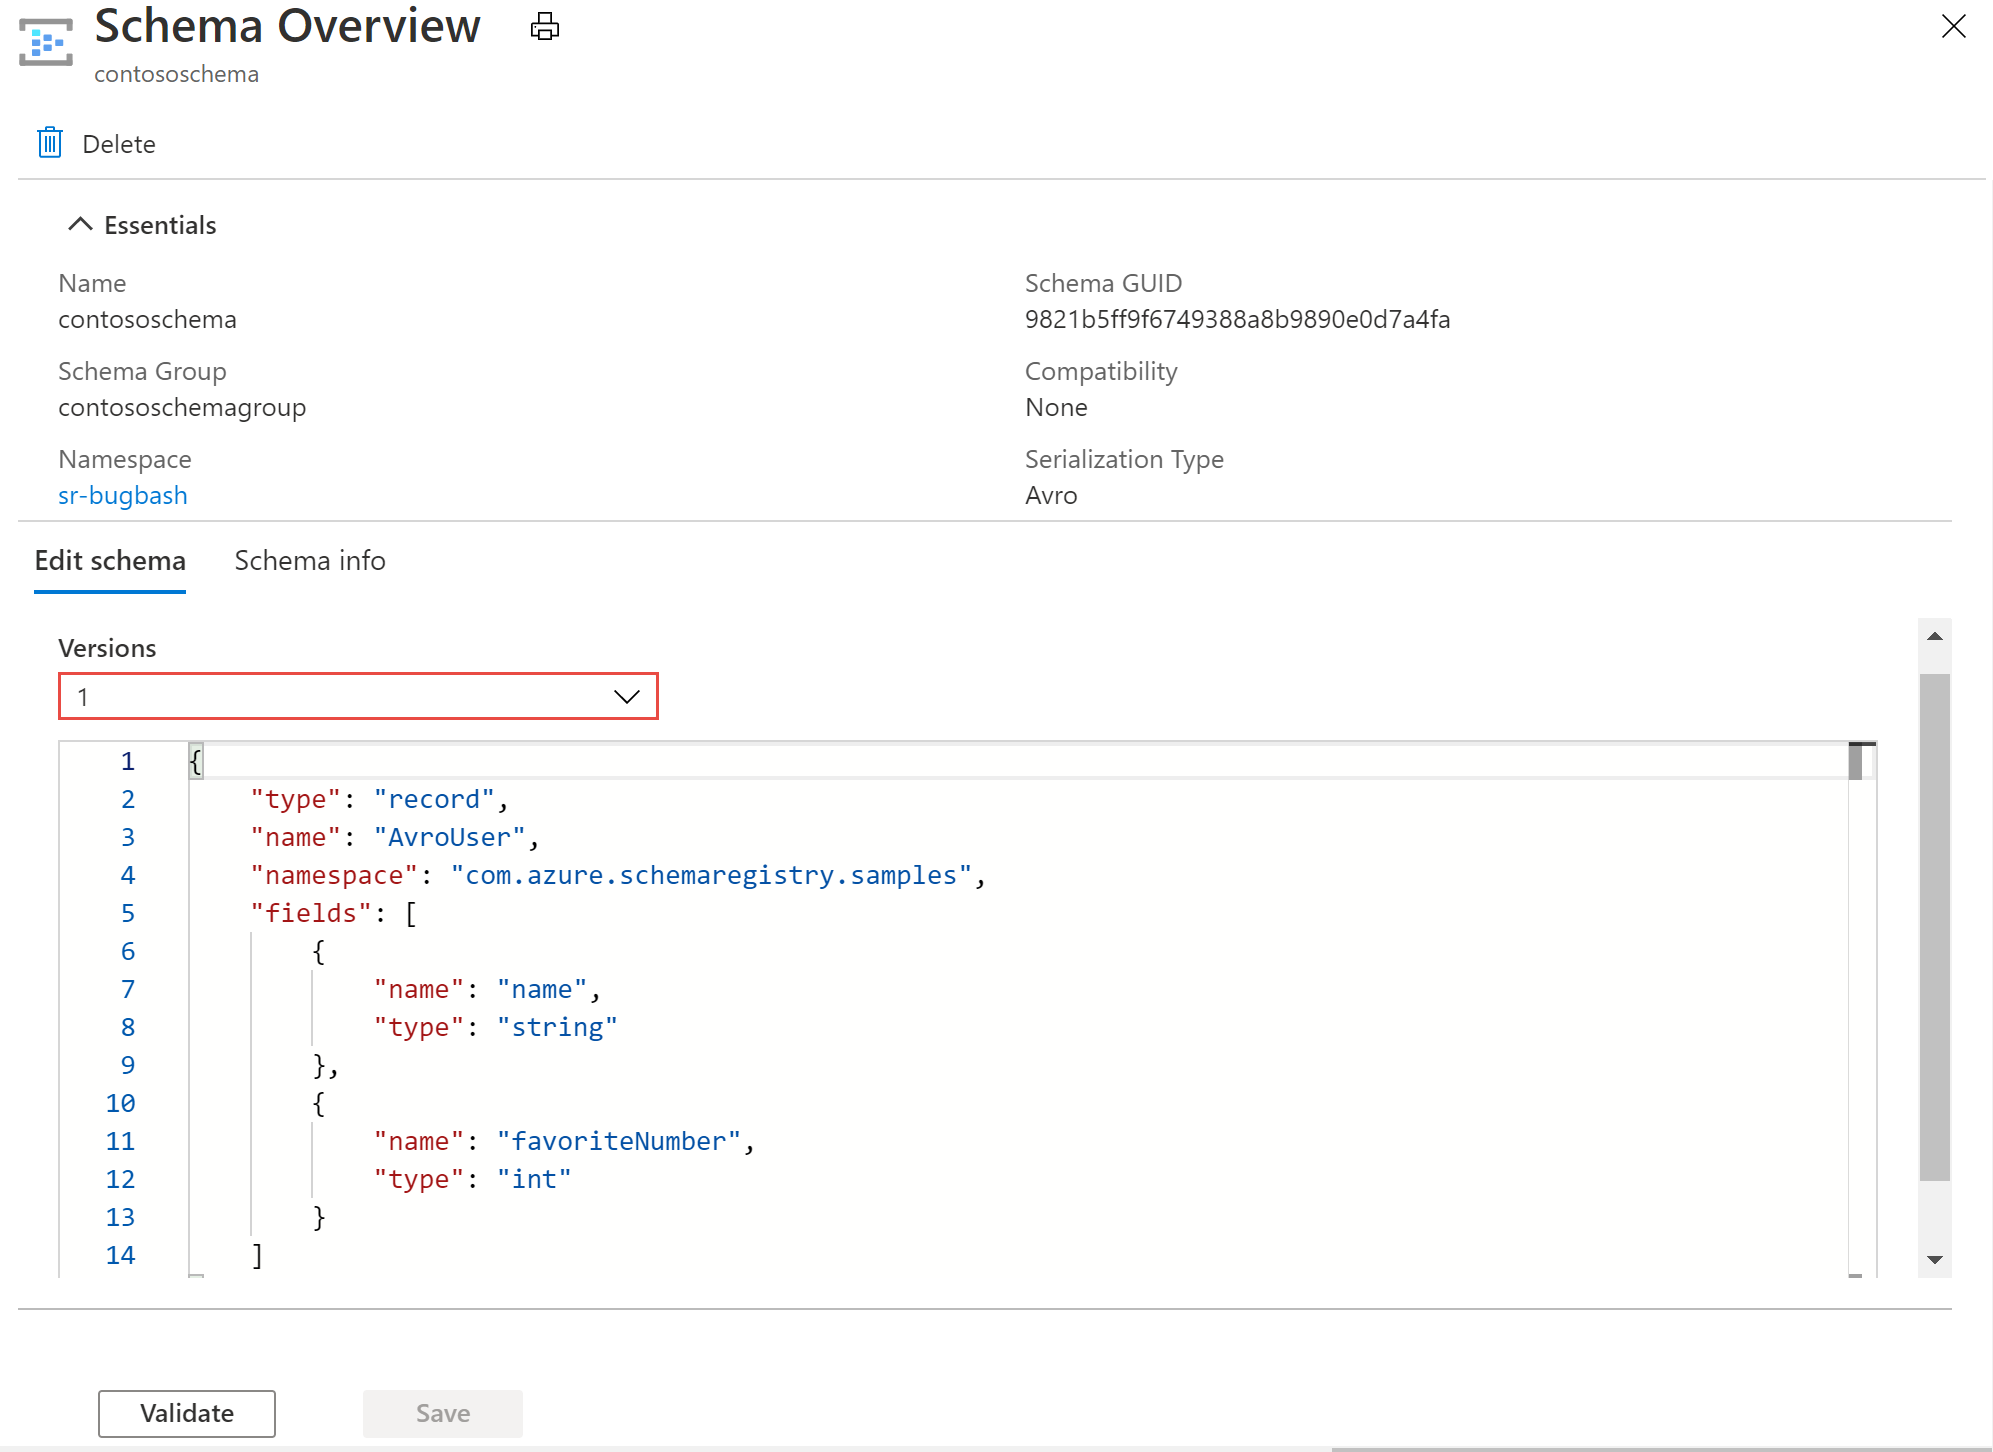 Schema Overview
contososchema
Delete
Essentials
Name
contososchema
Schema Group
contososchemagroup
Namespace
sr-bugbash
Schema GUID
9821b5ff9f6749388a8b9890e0d7a4fa
Compatibility
None
Serialization Type
Avro
Edit schema Schema info
Versions
1
1 {
2 "type": "record",
3 "name": "AvroUser",
4 "namespace": "com.azure.schemaregistry.samples",
5 "fields": [
6 {
7 "name": "name",
8 "type": "string"
9 },
10 {
11 "name": "favoriteNumber",
12 "type": "int"
13 }
14 ]
Validate Save